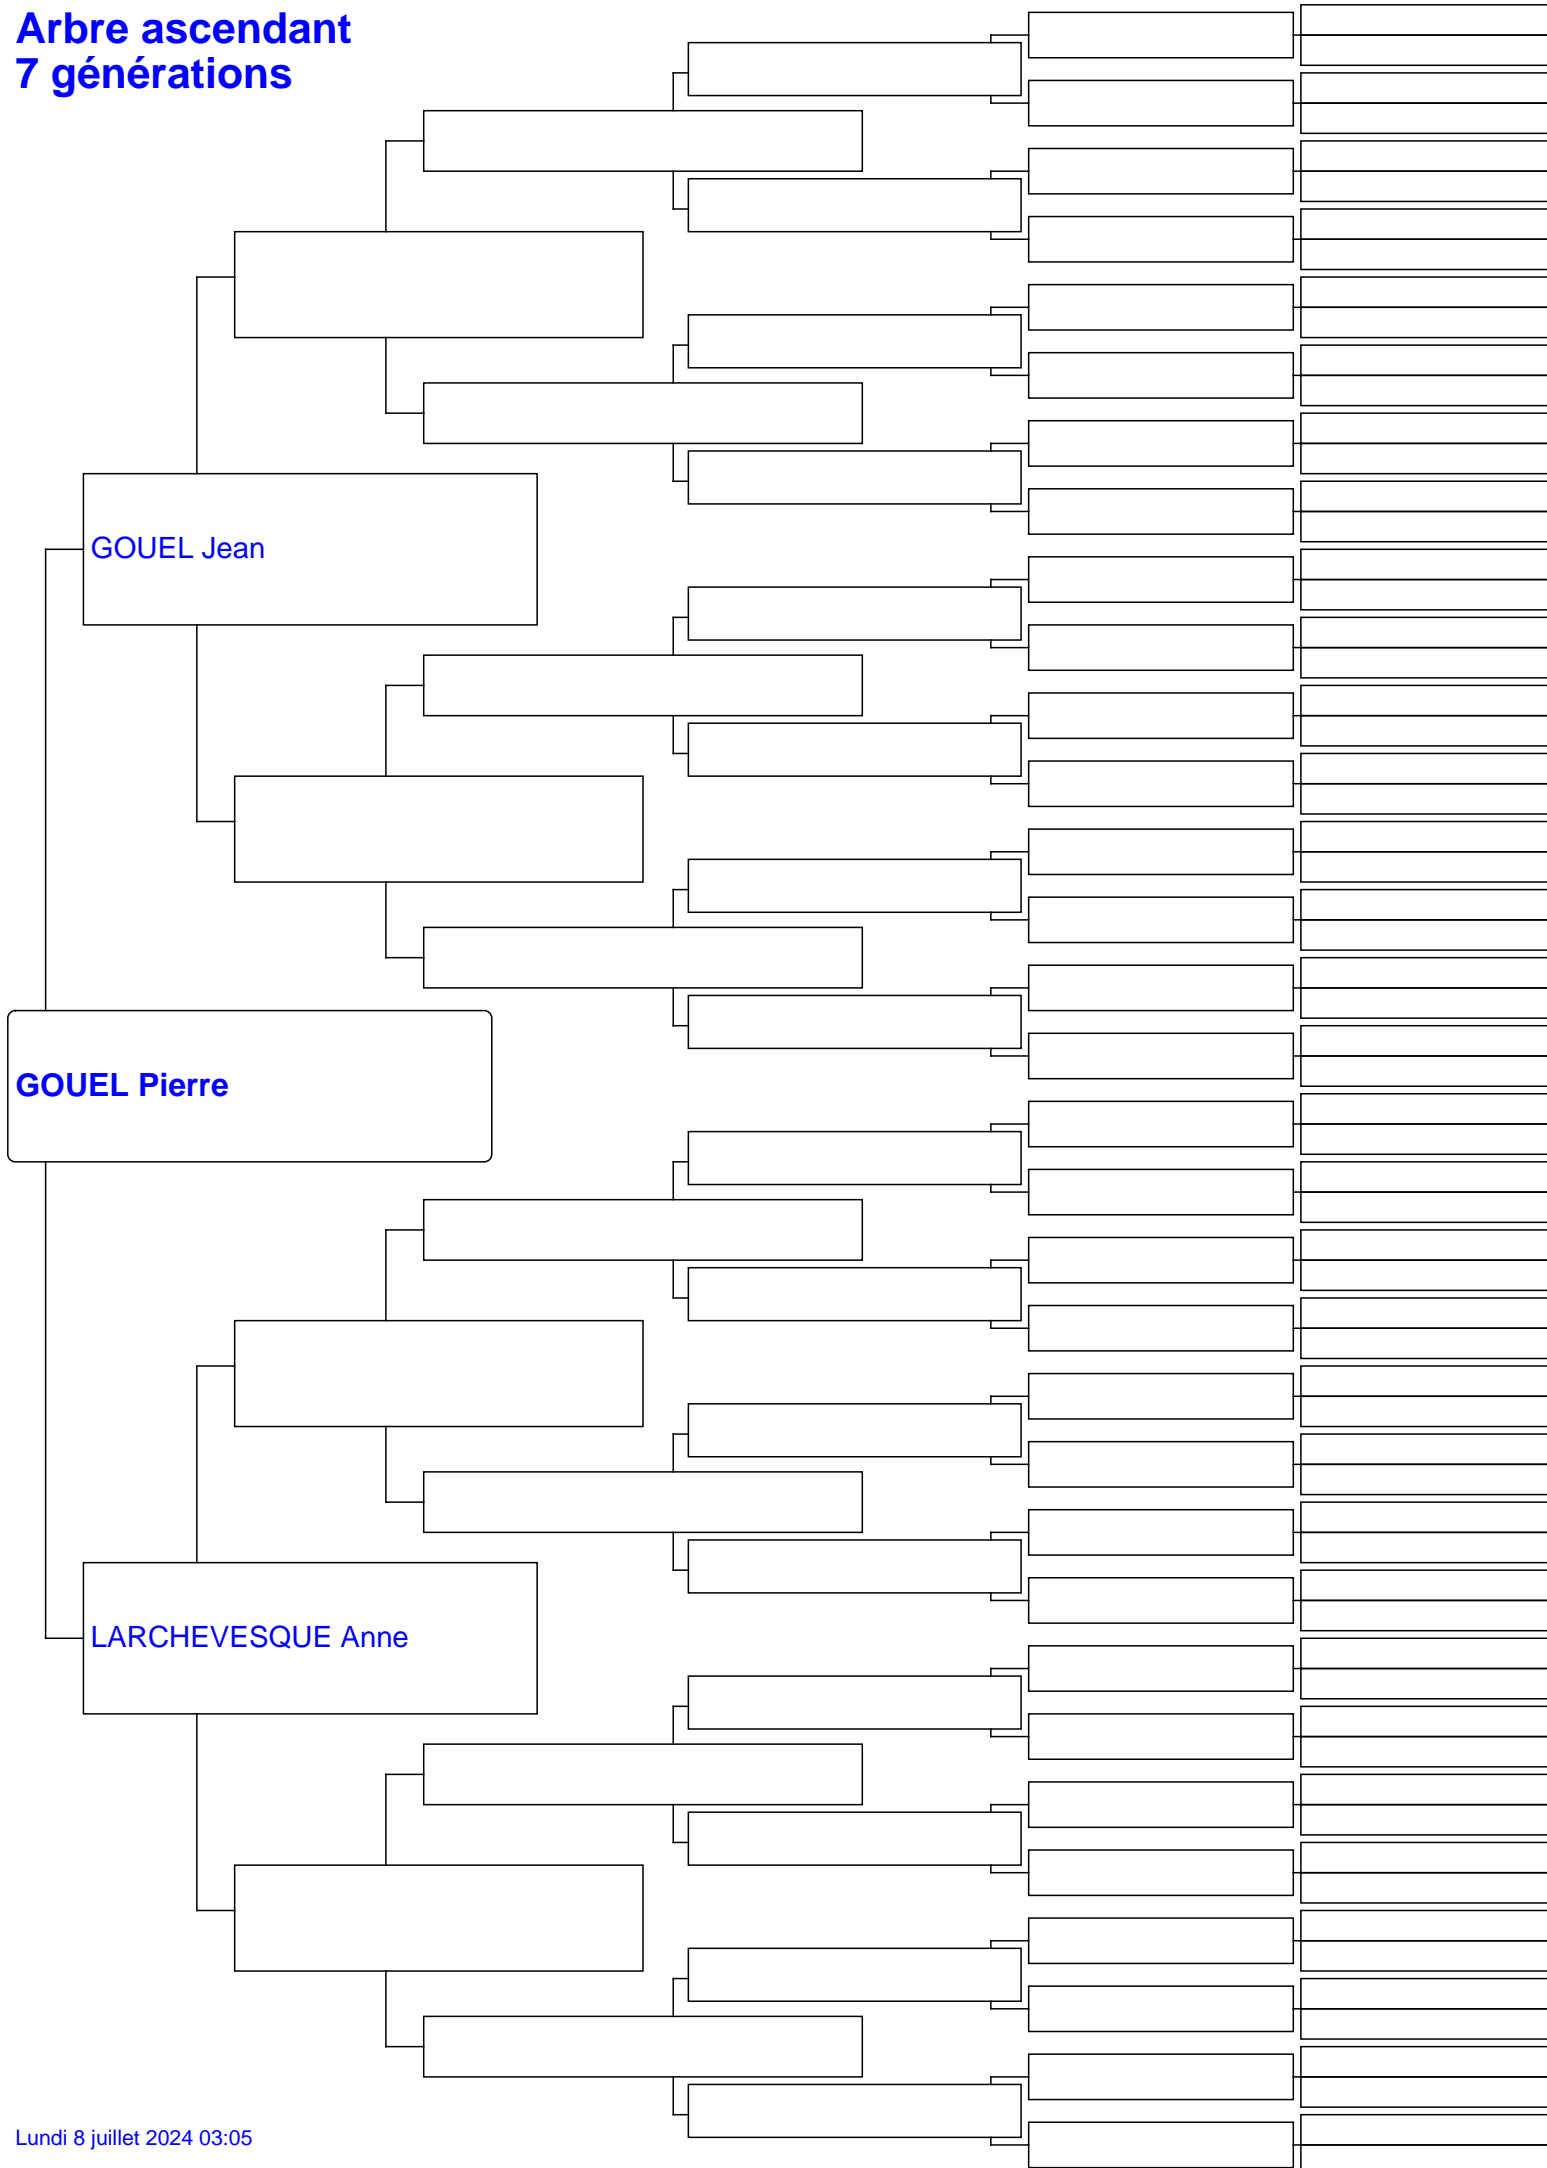 Arbre ascendant
7 générations
GOUEL Jean
GOUEL Pierre
LARCHEVESQUE Anne
Lundi 8 juillet 2024 03:05